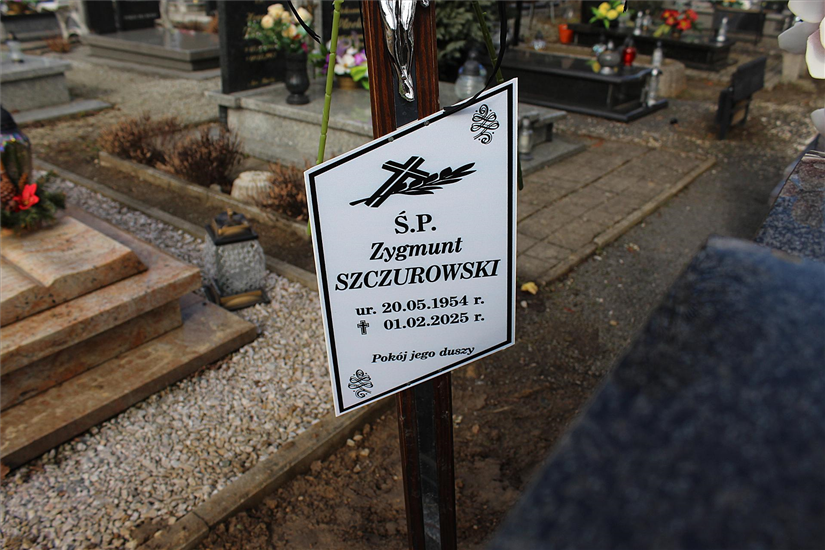 Ś.P.
Zygmunt
SZCZUROWSKI
ur. 20.05.1954 r.
✝ 01.02.2025 r.
Pokój jego duszy